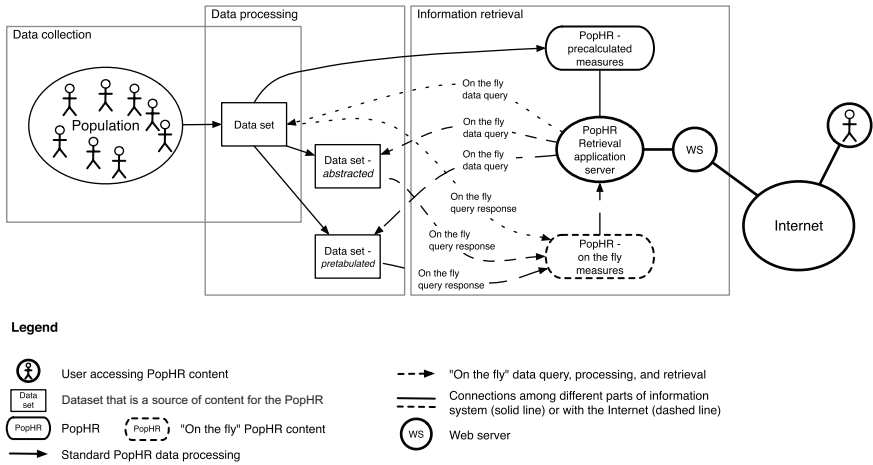 Data collection
Data processing
Information retrieval
Population
Data set
Data set -
abstracted
Data set -
pretabulated
On the fly
data query
On the fly
data query
On the fly
data query
On the fly
query response
On the fly
query response
On the fly
query response
PopHR -
precalculated
measures
PopHR
Retrieval
application
server
PopHR -
on the fly
measures
WS
Internet
Legend
User accessing PopHR content
Data
set
Dataset that is a source of content for the PopHR
PopHR
PopHR
PopHR
"On the fly" PopHR content
Standard PopHR data processing
"On the fly" data query, processing, and retrieval
Connections among different parts of information
system (solid line) or with the Internet (dashed line)
WS
Web server